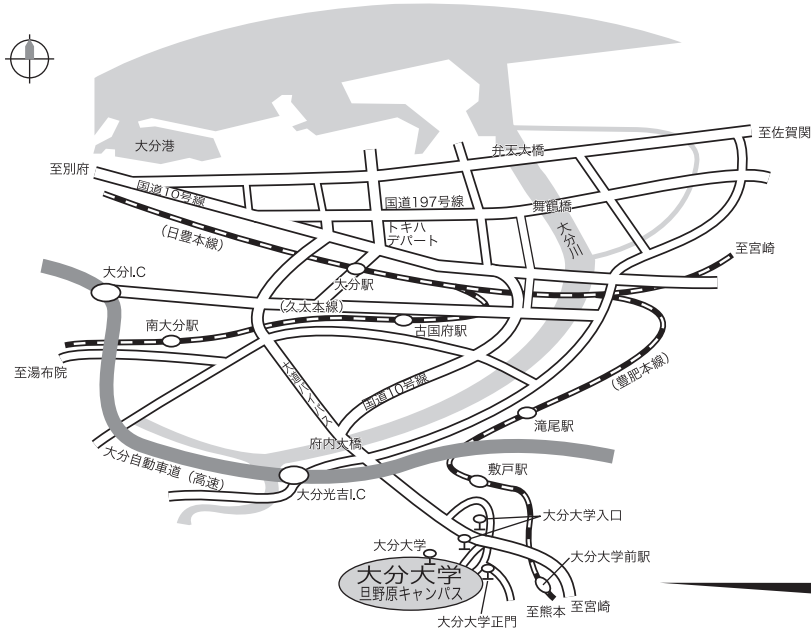 大分港
至佐賀関
弁天大橋
至別府
国道10号線
国道197号線
舞鶴橋
トキハ
デパート
(日豊本線)
大分川
至宮崎
大分I.C
大分駅
(久大本線)
南大分駅
古国府駅
至湯布院
大道バイパス
国道10号線
(豊肥本線)
滝尾駅
府内大橋
大分自動車道(高速)
敷戸駅
大分光吉I.C
大分大学入口
大分大学
大分大学前駅
大分大学
旦野原キャンパス
至熊本
至宮崎
大分大学正門